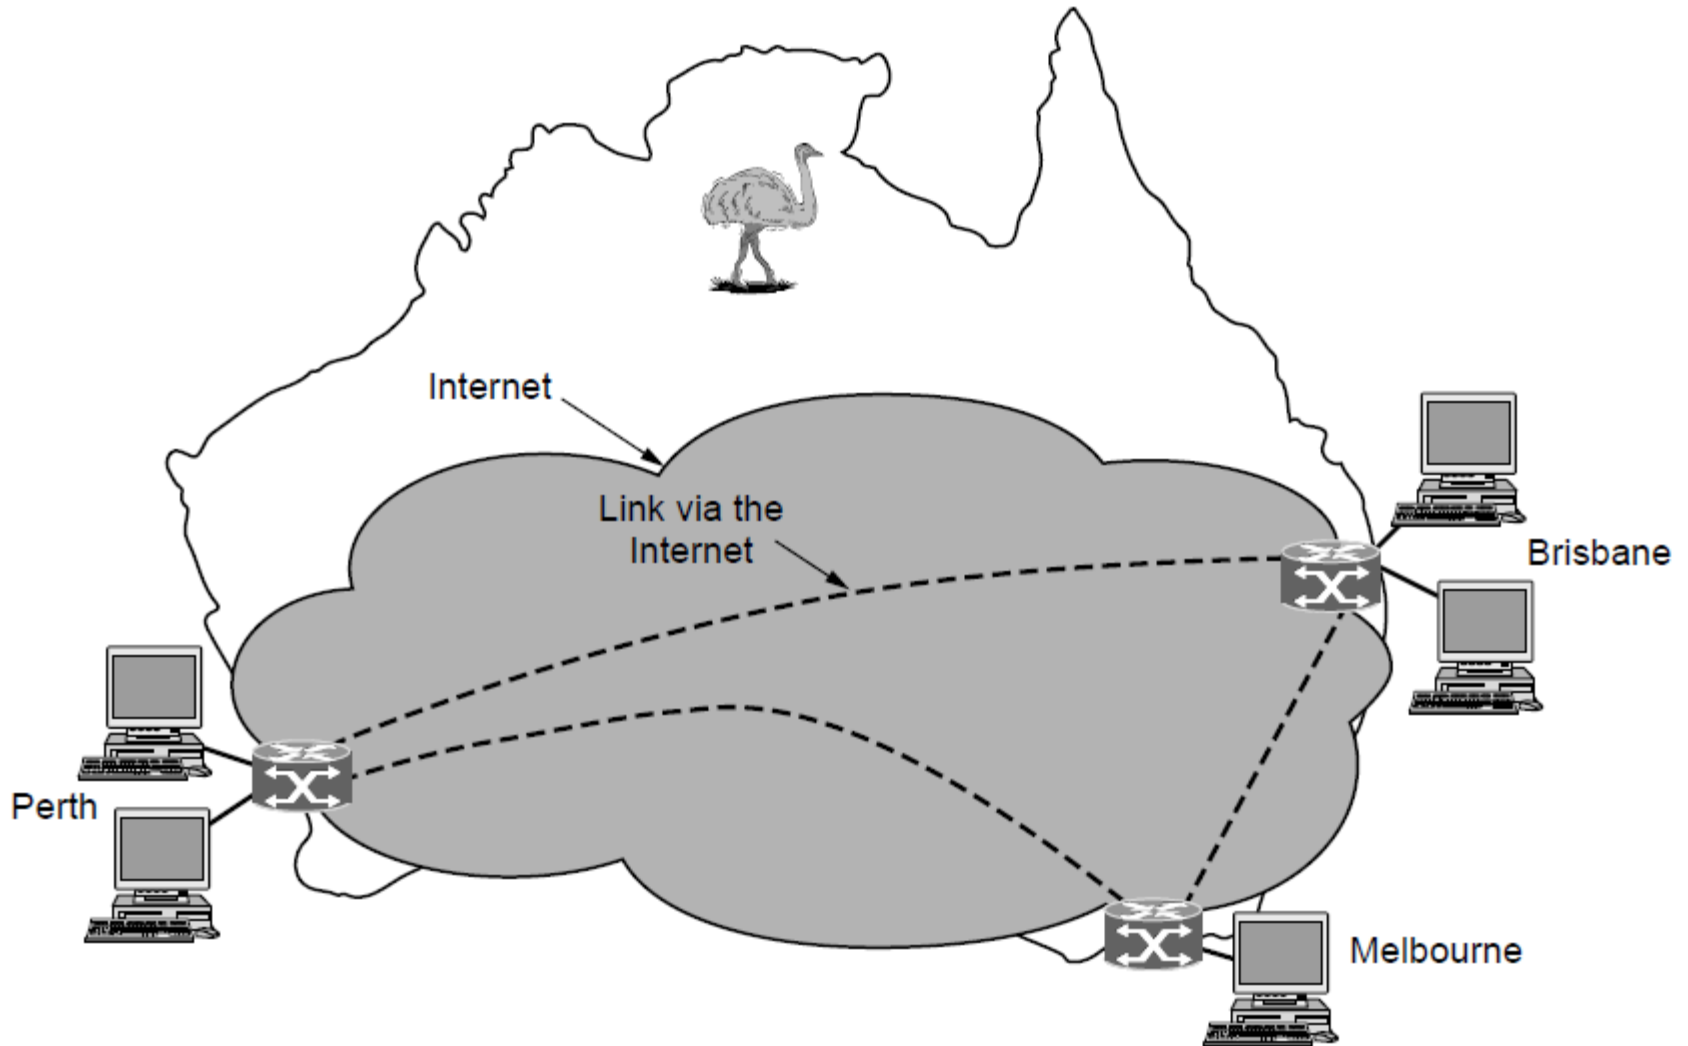 Internet
Link via the
Internet
Brisbane
Perth
Melbourne